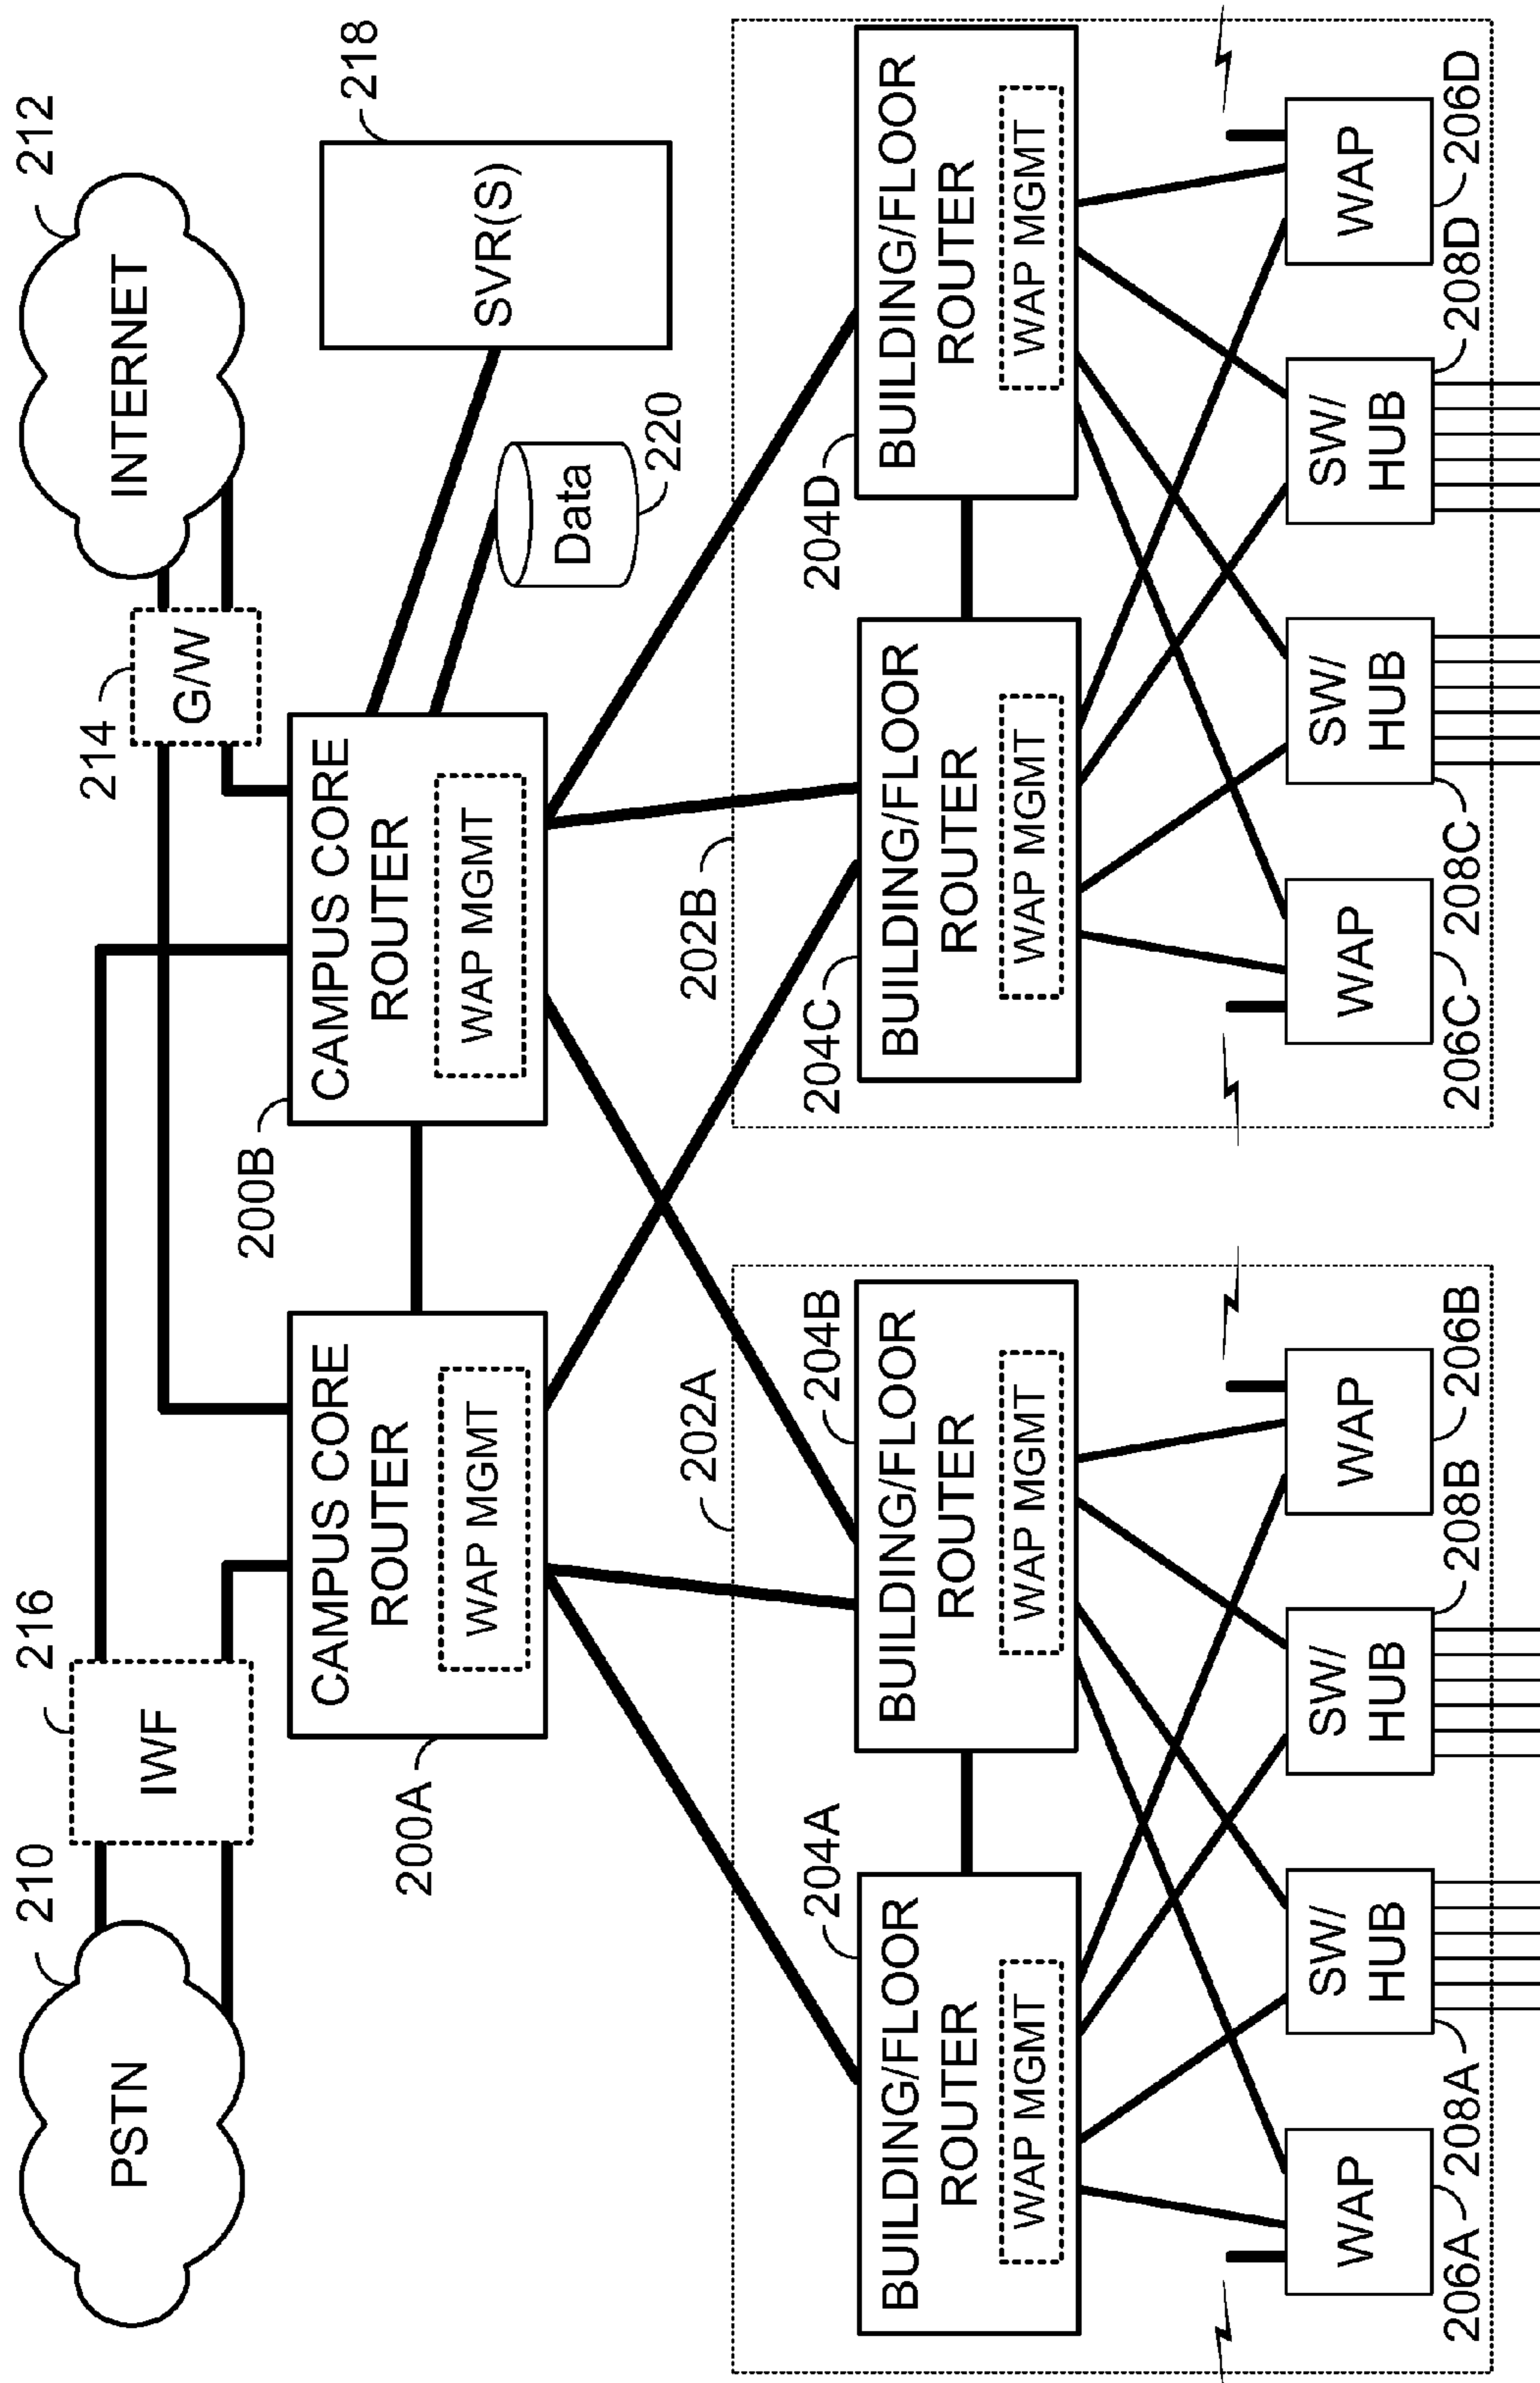 210
216
212
PSTN
IWF
INTERNET
214
G/W
218
SVR(S)
200B
CAMPUS CORE
ROUTER
WAP MGMT
CAMPUS CORE
ROUTER
WAP MGMT
200A
220
Data
202A
202B
204A
BUILDING/FLOOR
ROUTER
WAP MGMT
204B
BUILDING/FLOOR
ROUTER
WAP MGMT
204C
BUILDING/FLOOR
ROUTER
WAP MGMT
204D
BUILDING/FLOOR
ROUTER
WAP MGMT
WAP
SW/
HUB
SW/
HUB
WAP
WAP
SW/
HUB
SW/
HUB
WAP
206A
208A
208B
206B
206C
208C
208D
206D